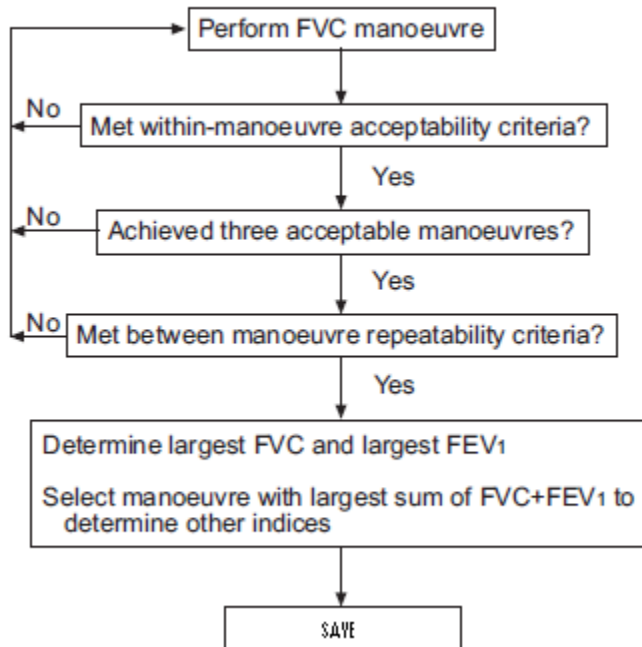 Perform FVC manoeuvre
No
Met within-manoeuvre acceptability criteria?
Yes
No
Achieved three acceptable manoeuvres?
Yes
No
Met between manoeuvre repeatability criteria?
Yes
Determine largest FVC and largest FEV1
Select manoeuvre with largest sum of FVC+FEV1 to
determine other indices
SAVE